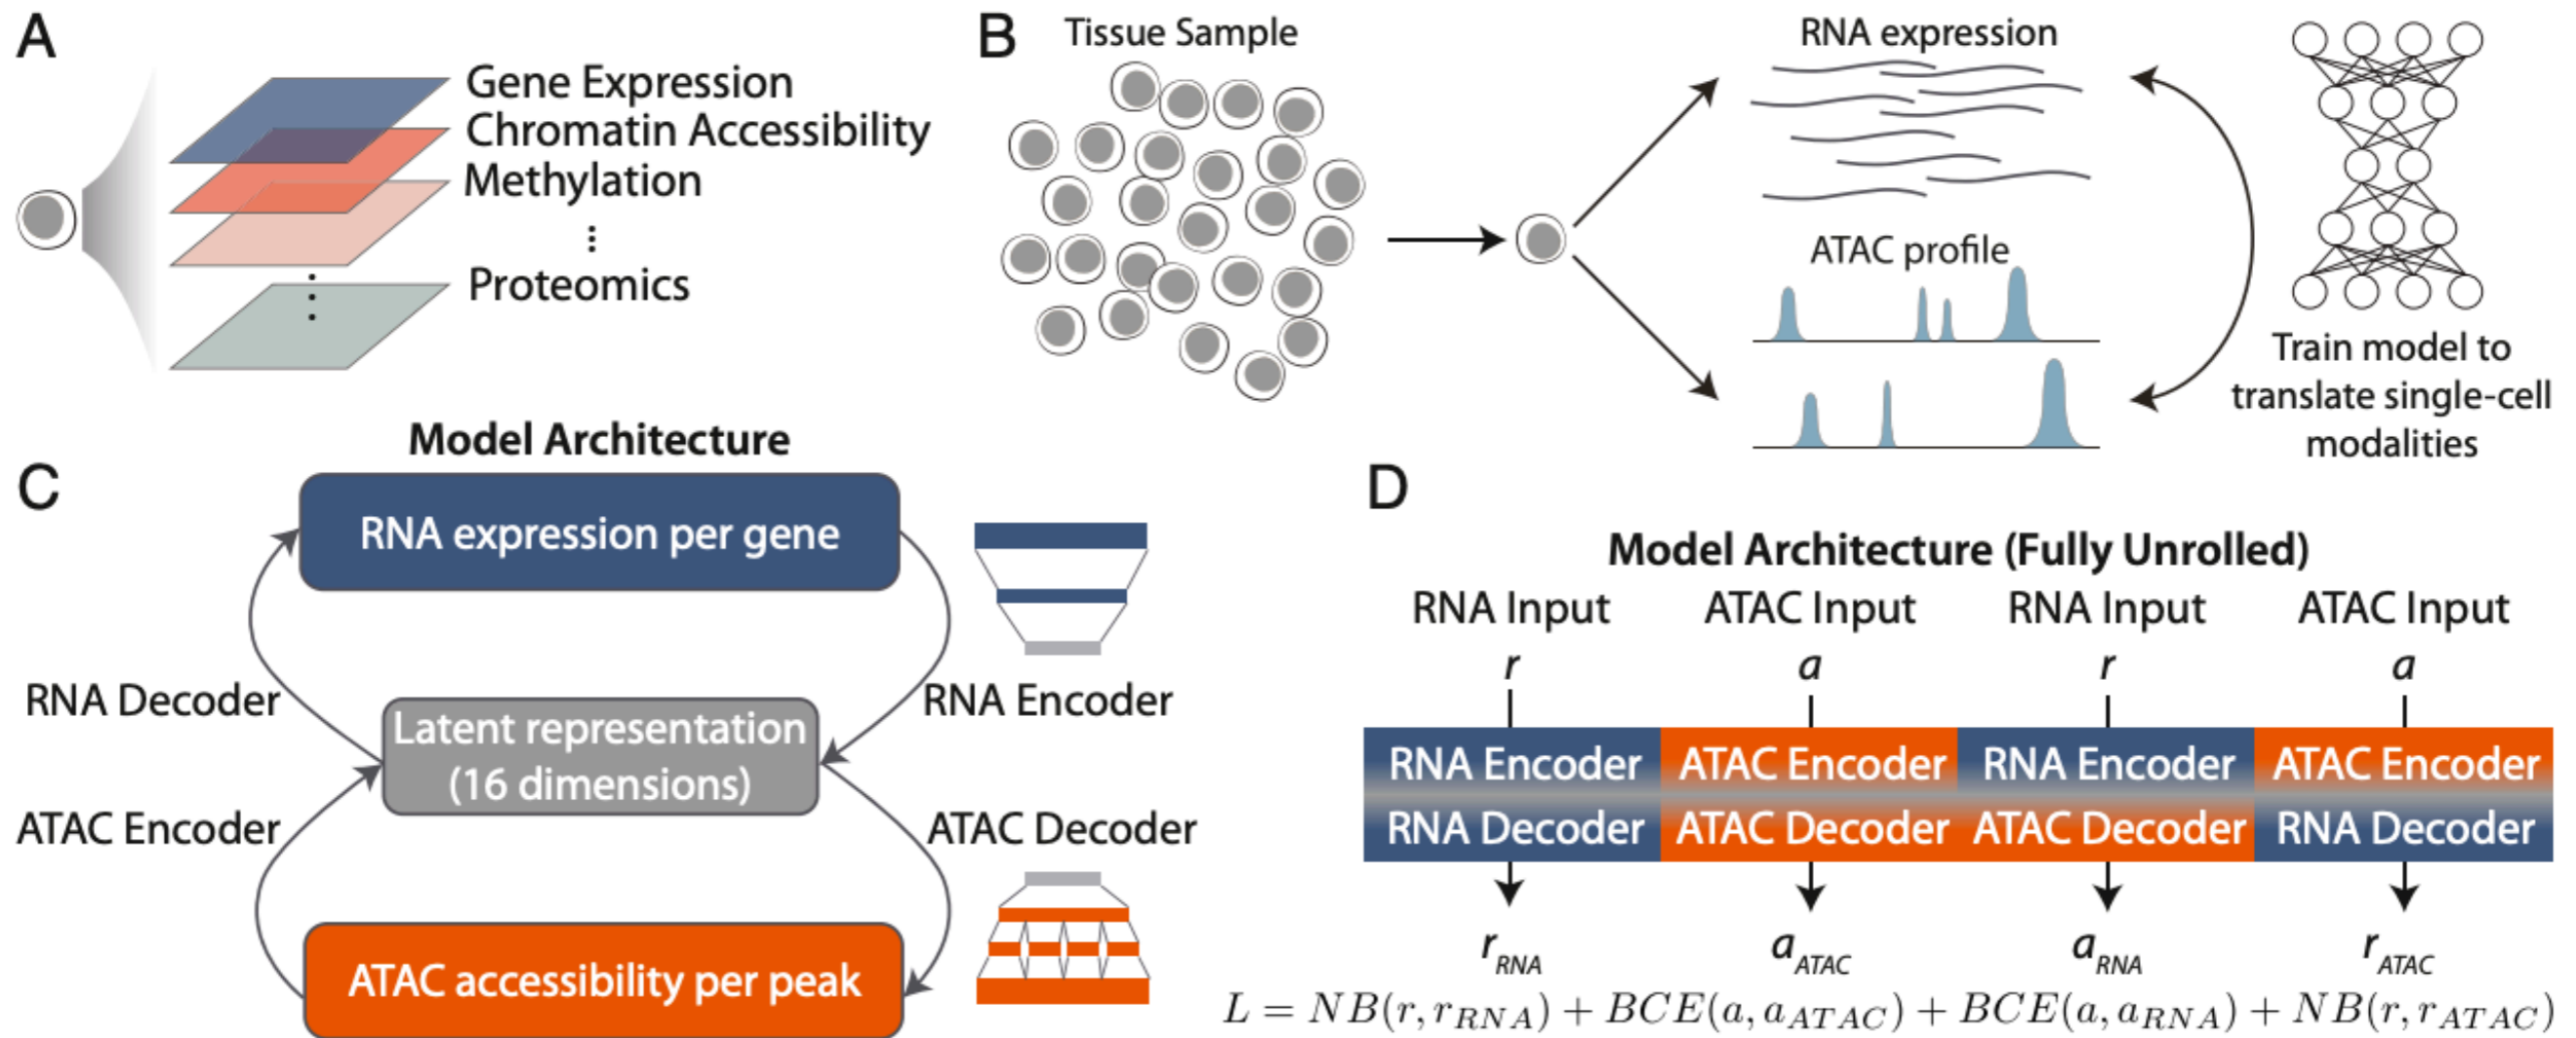 A
Gene Expression
Chromatin Accessibility
Methylation
Proteomics
B
Tissue Sample
RNA expression
ATAC profile
Train model to
translate single-cell
modalities
C
Model Architecture
RNA expression per gene
RNA Decoder
RNA Encoder
Latent representation
(16 dimensions)
ATAC Encoder
ATAC Decoder
ATAC accessibility per peak
D
Model Architecture (Fully Unrolled)
RNA Input ATAC Input RNA Input ATAC Input
r a r a
RNA Encoder ATAC Encoder RNA Encoder ATAC Encoder
RNA Decoder ATAC Decoder ATAC Decoder RNA Decoder
r_RNA a_ATAC a_RNA r_ATAC
L = NB(r, r_RNA) + BCE(a, a_ATAC) + BCE(a, a_RNA) + NB(r, r_ATAC)